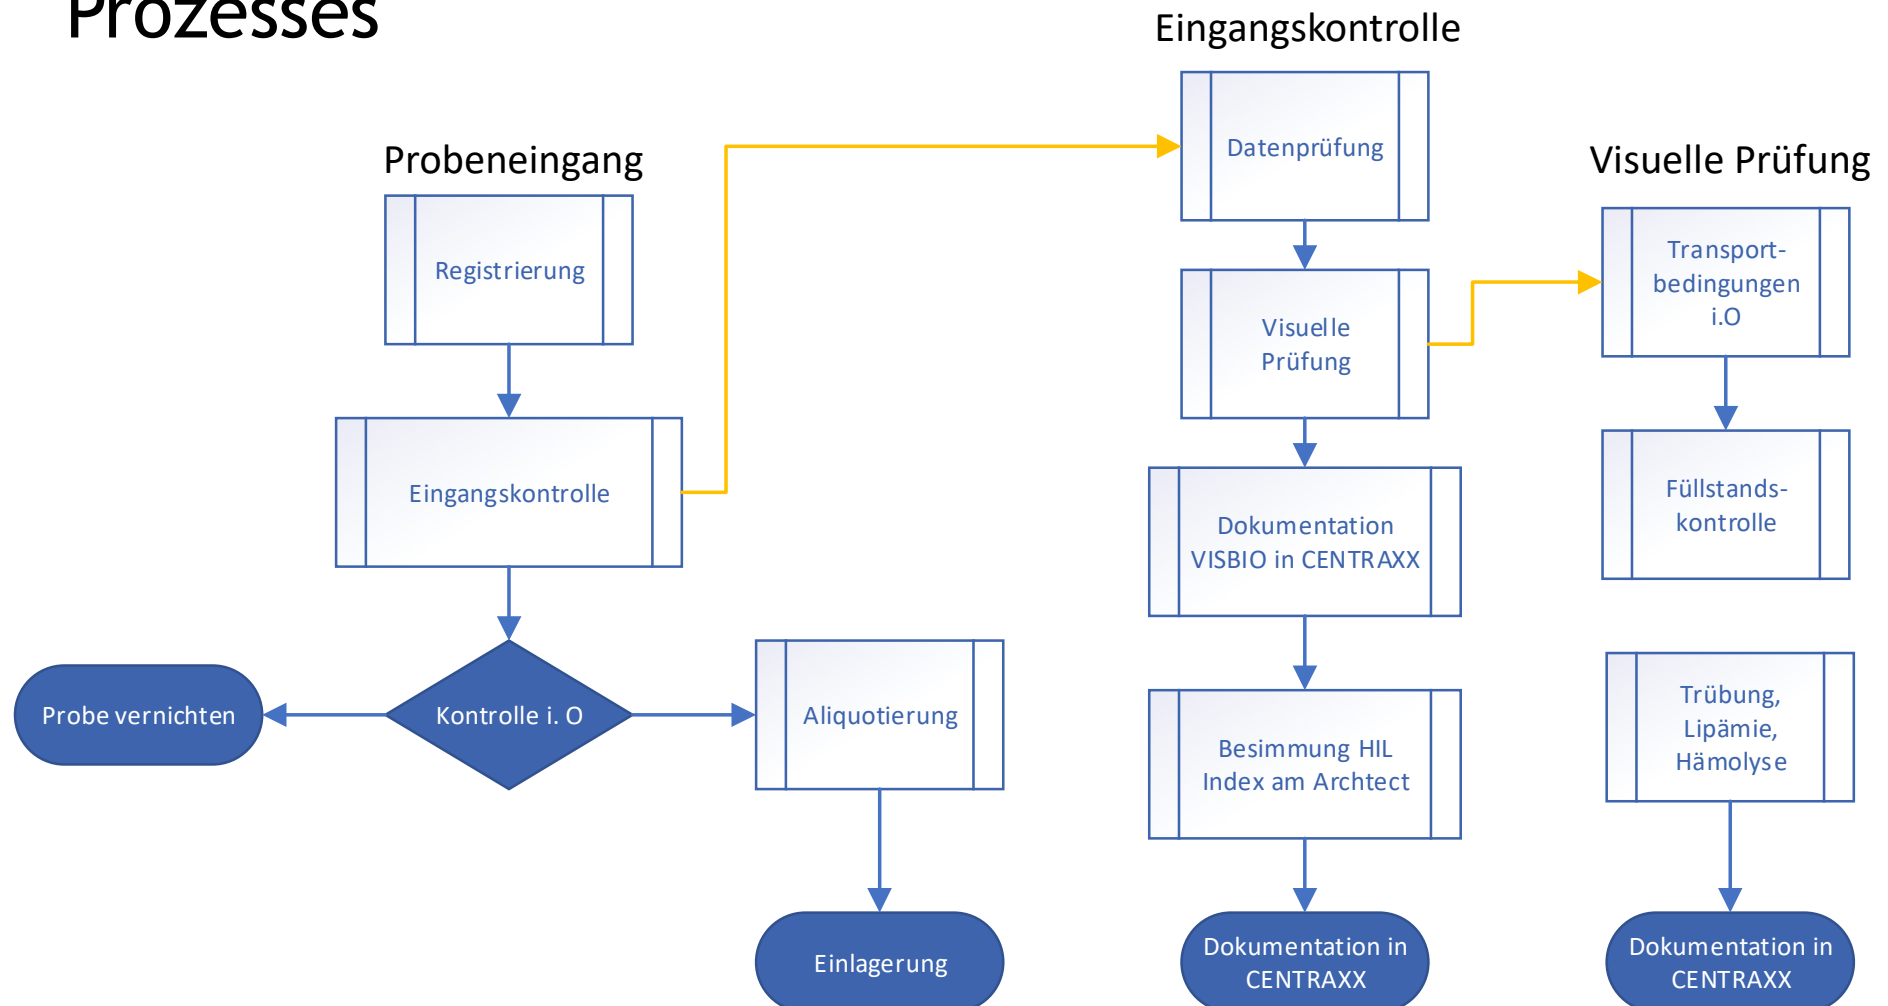 Prozesses
Probeneingang
Registrierung
Eingangskontrolle
Kontrolle i. O
Probe vernichten
Aliquotierung
Einlagerung
Eingangskontrolle
Datenprüfung
Visuelle
Prüfung
Dokumentation
VISBIO in CENTRAXX
Besimmung HIL
Index am Archtect
Dokumentation in
CENTRAXX
Visuelle Prüfung
Transport-
bedingungen
i.O
Füllstands-
kontrolle
Trübung,
Lipämie,
Hämolyse
Dokumentation in
CENTRAXX